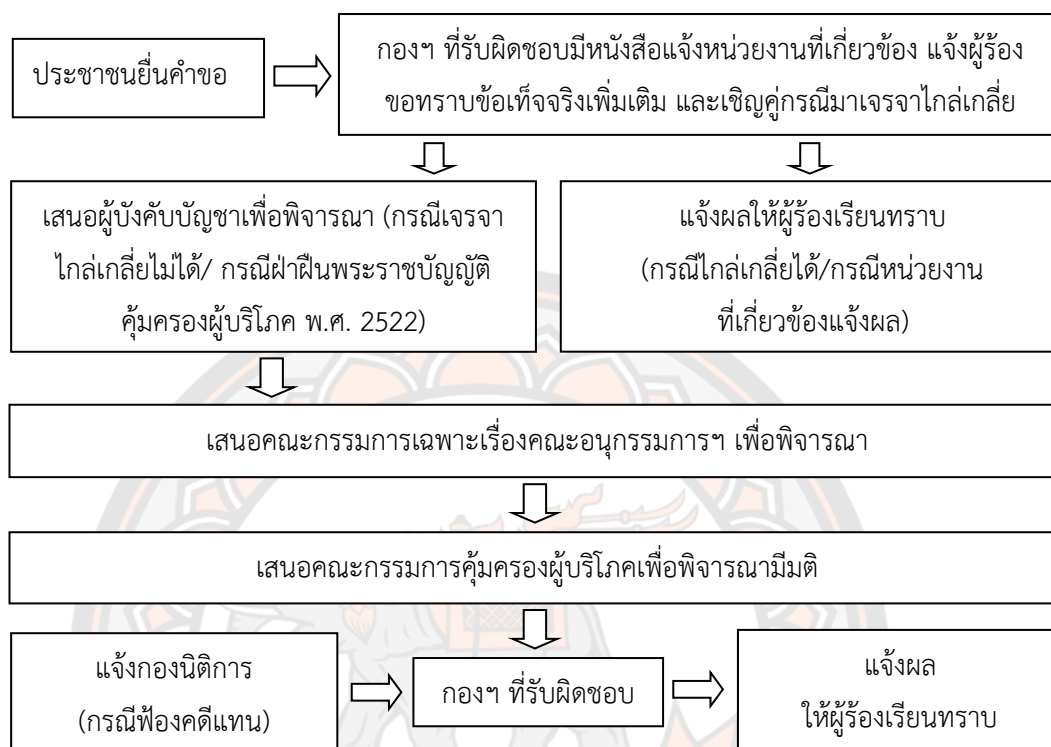 ประชาชนยื่นคำขอ
กองฯ ที่รับผิดชอบมีหนังสือแจ้งหน่วยงานที่เกี่ยวข้อง แจ้งผู้ร้อง
ขอทราบข้อเท็จจริงเพิ่มเติม และเชิญคู่กรณีมาเจรจาไกล่เกลี่ย
เสนอผู้บังคับบัญชาเพื่อพิจารณา (กรณีเจรจา
ไกล่เกลี่ยไม่ได้/ กรณีฝ่าฝืนพระราชบัญญัติ
คุ้มครองผู้บริโภค พ.ศ. 2522)
แจ้งผลให้ผู้ร้องเรียนทราบ
(กรณีไกล่เกลี่ยได้/กรณีหน่วยงาน
ที่เกี่ยวข้องแจ้งผล)
เสนอคณะกรรมการเฉพาะเรื่องคณะอนุกรรมการฯ เพื่อพิจารณา
เสนอคณะกรรมการคุ้มครองผู้บริโภคเพื่อพิจารณามีมติ
แจ้งกองนิติการ
(กรณีฟ้องคดีแทน)
กองฯ ที่รับผิดชอบ
แจ้งผล
ให้ผู้ร้องเรียนทราบ